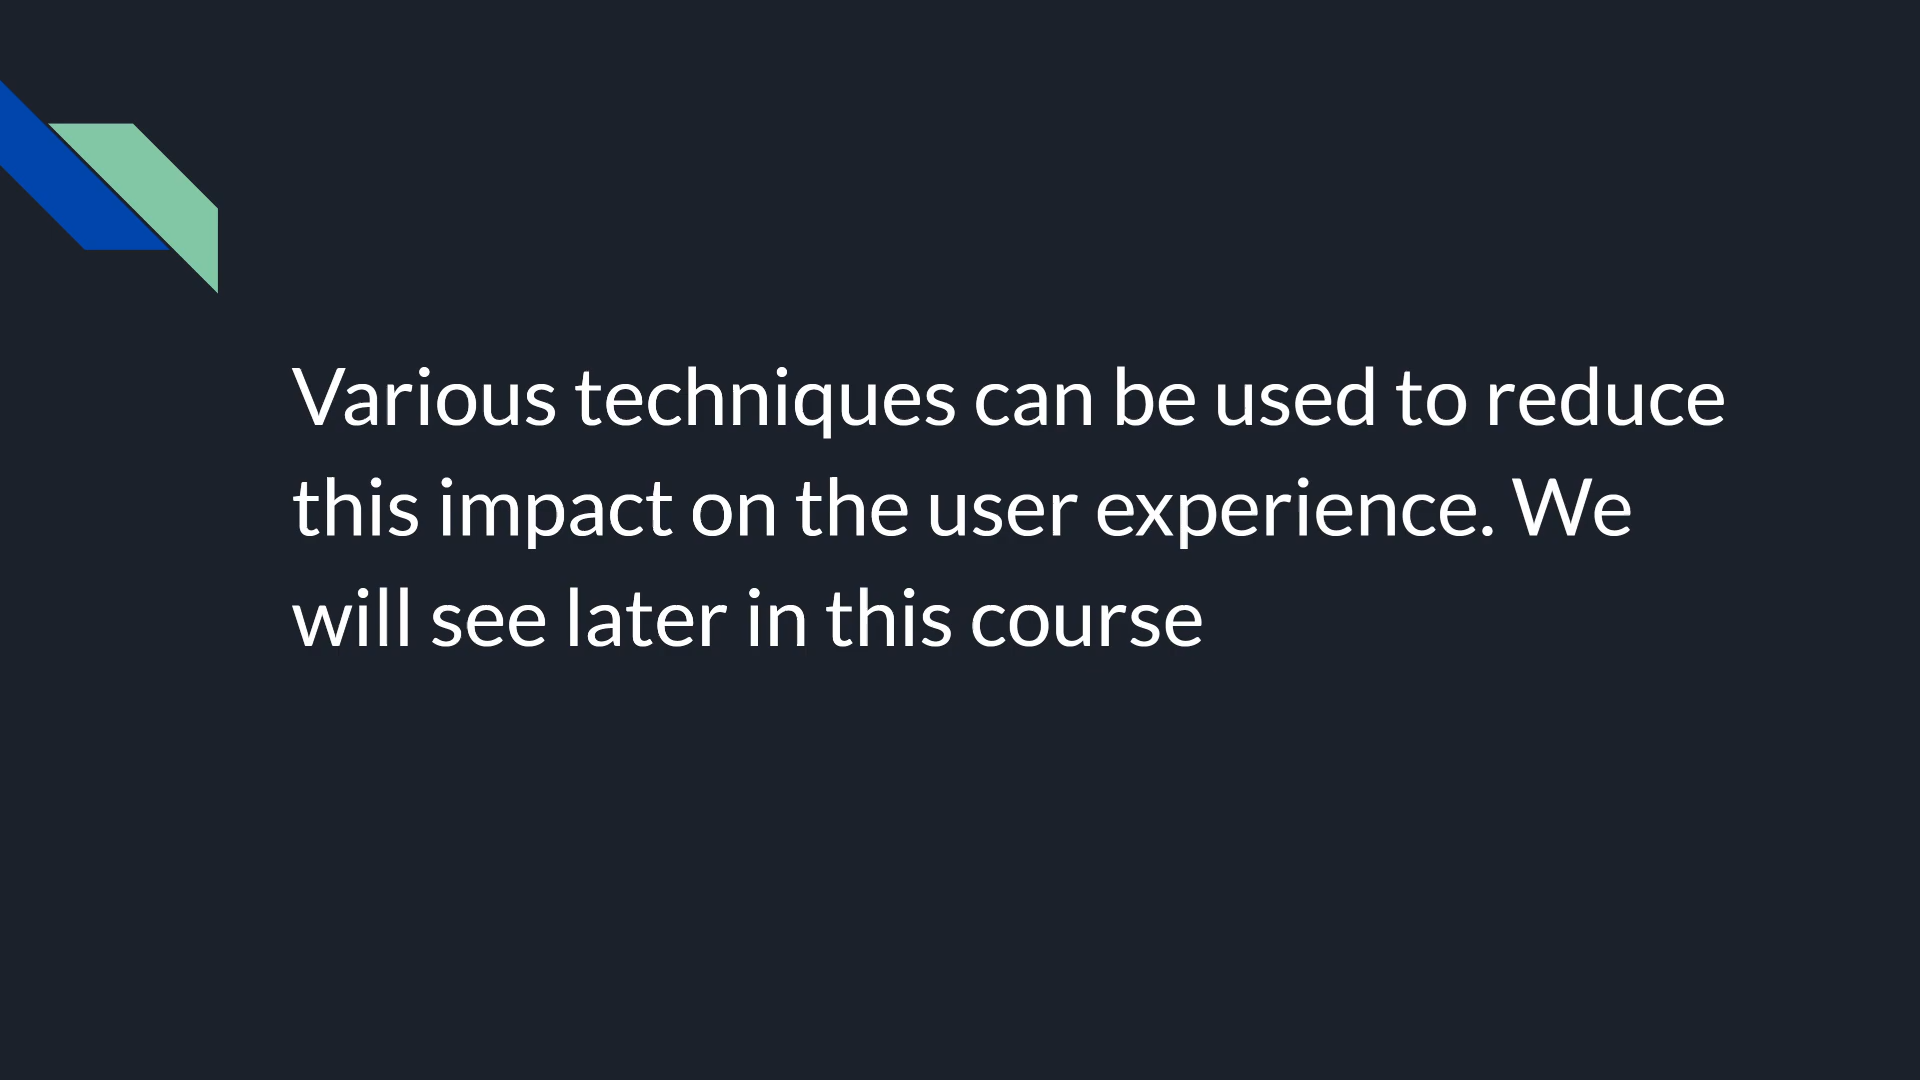 Various techniques can be used to reduce
this impact on the user experience. We
will see later in this course